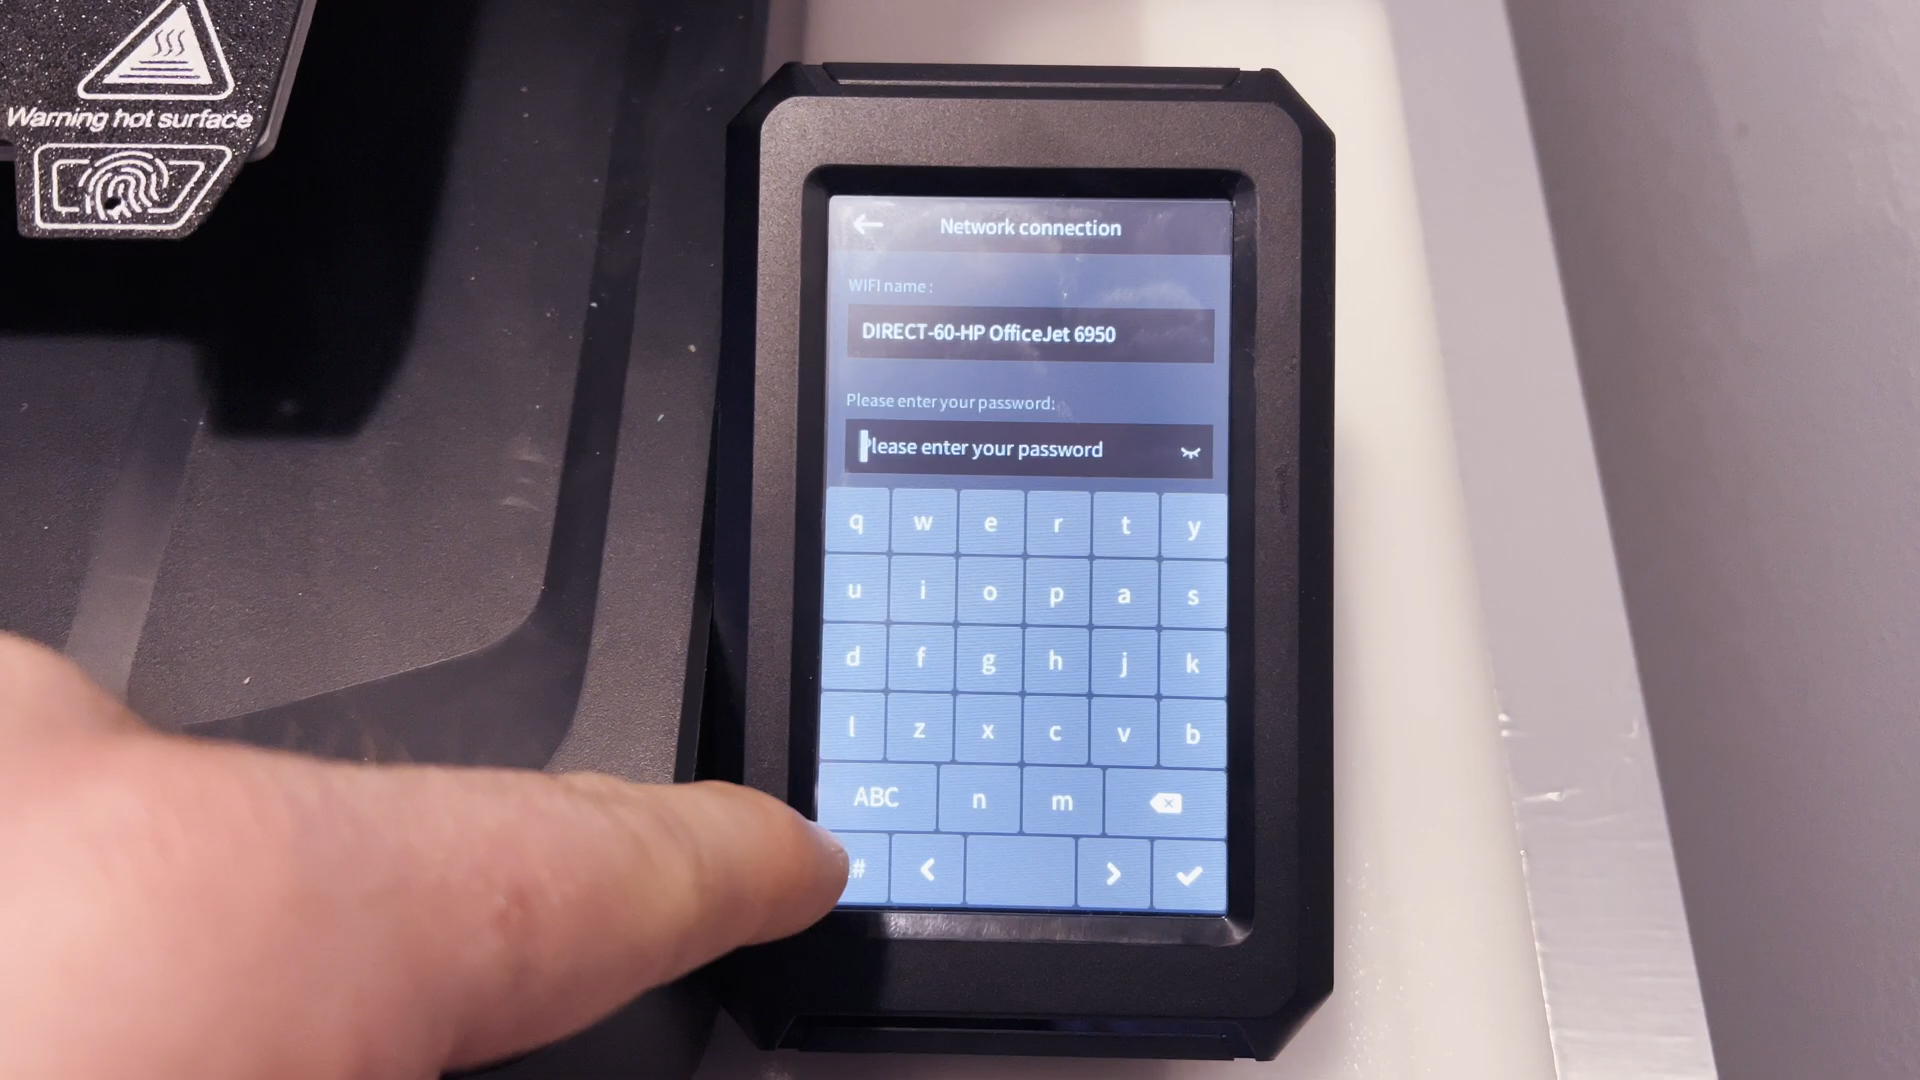 Warning hot surface
Network connection
WIFI name :
DIRECT-60-HP OfficeJet 6950
Please enter your password:
Please enter your password
q w e r t y
u i o p a s
d f g h j k
l z x c v b
ABC n m
#